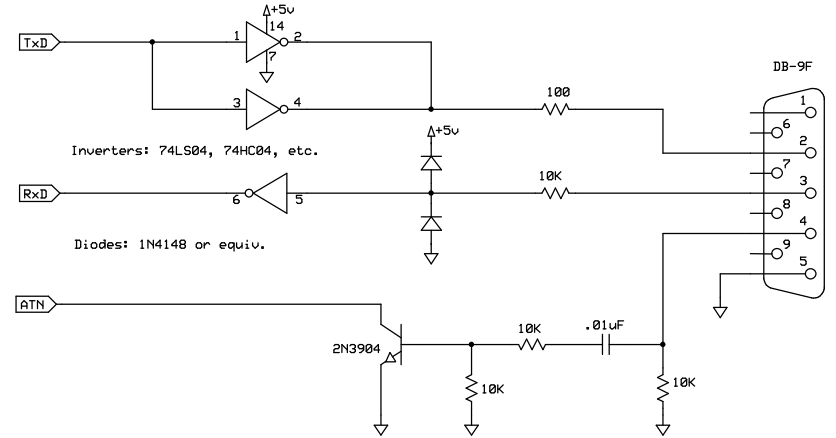 +5v
14
TxD
1
2
7
DB-9F
3
4
100
1
6
+5v
2
Inverters: 74LS04, 74HC04, etc.
7
10K
RxD
6
5
3
8
4
Diodes: 1N4148 or equiv.
9
5
ATN
10K
.01uF
2N3904
10K
10K